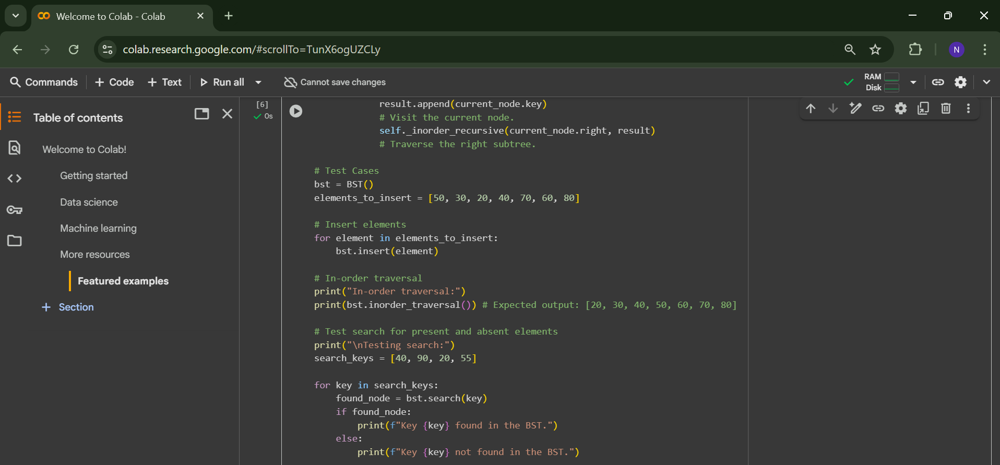 Welcome to Colab - Colab
colab.research.google.com/#scrollTo=TunX6ogUZCLy
N
Commands
+ Code
+ Text
Run all
Cannot save changes
RAM
Disk
Table of contents
Welcome to Colab!
Getting started
Data science
Machine learning
More resources
Featured examples
+ Section
[6]
0s
            result.append(current_node.key)
            # Visit the current node.
            self._inorder_recursive(current_node.right, result)
            # Traverse the right subtree.
# Test Cases
bst = BST()
elements_to_insert = [50, 30, 20, 40, 70, 60, 80]
# Insert elements
for element in elements_to_insert:
    bst.insert(element)
# In-order traversal
print("In-order traversal:")
print(bst.inorder_traversal()) # Expected output: [20, 30, 40, 50, 60, 70, 80]
# Test search for present and absent elements
print("\nTesting search:")
search_keys = [40, 90, 20, 55]
for key in search_keys:
    found_node = bst.search(key)
    if found_node:
        print(f"Key {key} found in the BST.")
    else:
        print(f"Key {key} not found in the BST.")